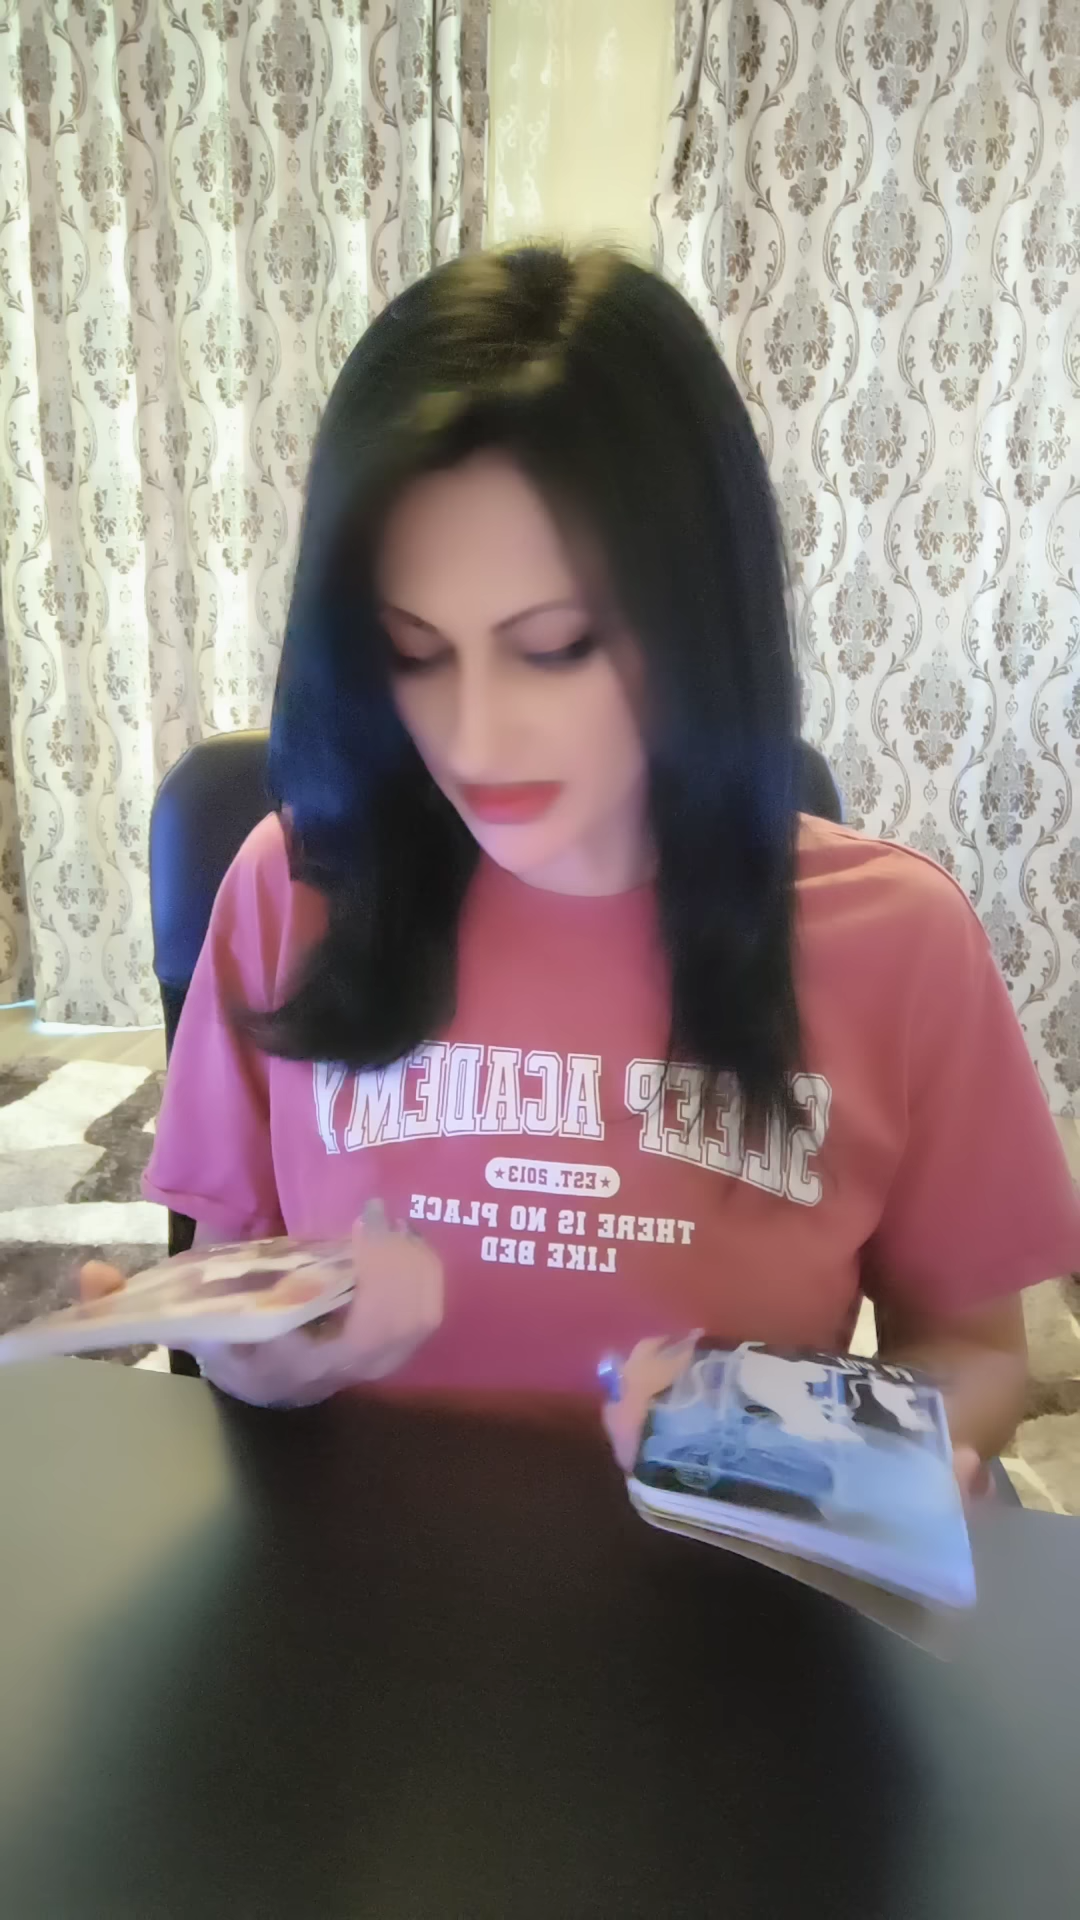 SLEEP ACADEMY
★EST. 2013★
THERE IS NO PLACE
LIKE BED